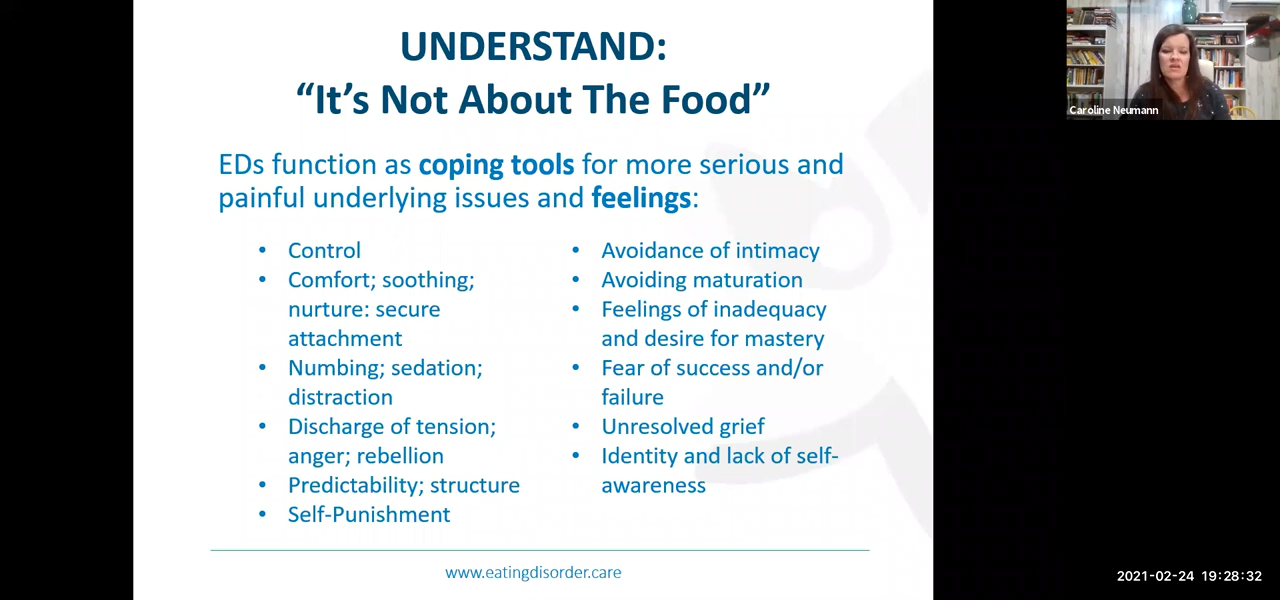 UNDERSTAND:
“It’s Not About The Food”
EDs function as coping tools for more serious and
painful underlying issues and feelings:
• Control
• Comfort; soothing;
nurture: secure
attachment
• Numbing; sedation;
distraction
• Discharge of tension;
anger; rebellion
• Predictability; structure
• Self-Punishment
• Avoidance of intimacy
• Avoiding maturation
• Feelings of inadequacy
and desire for mastery
• Fear of success and/or
failure
• Unresolved grief
• Identity and lack of self-
awareness
www.eatingdisorder.care
Caroline Neumann
2021-02-24 19:28:32